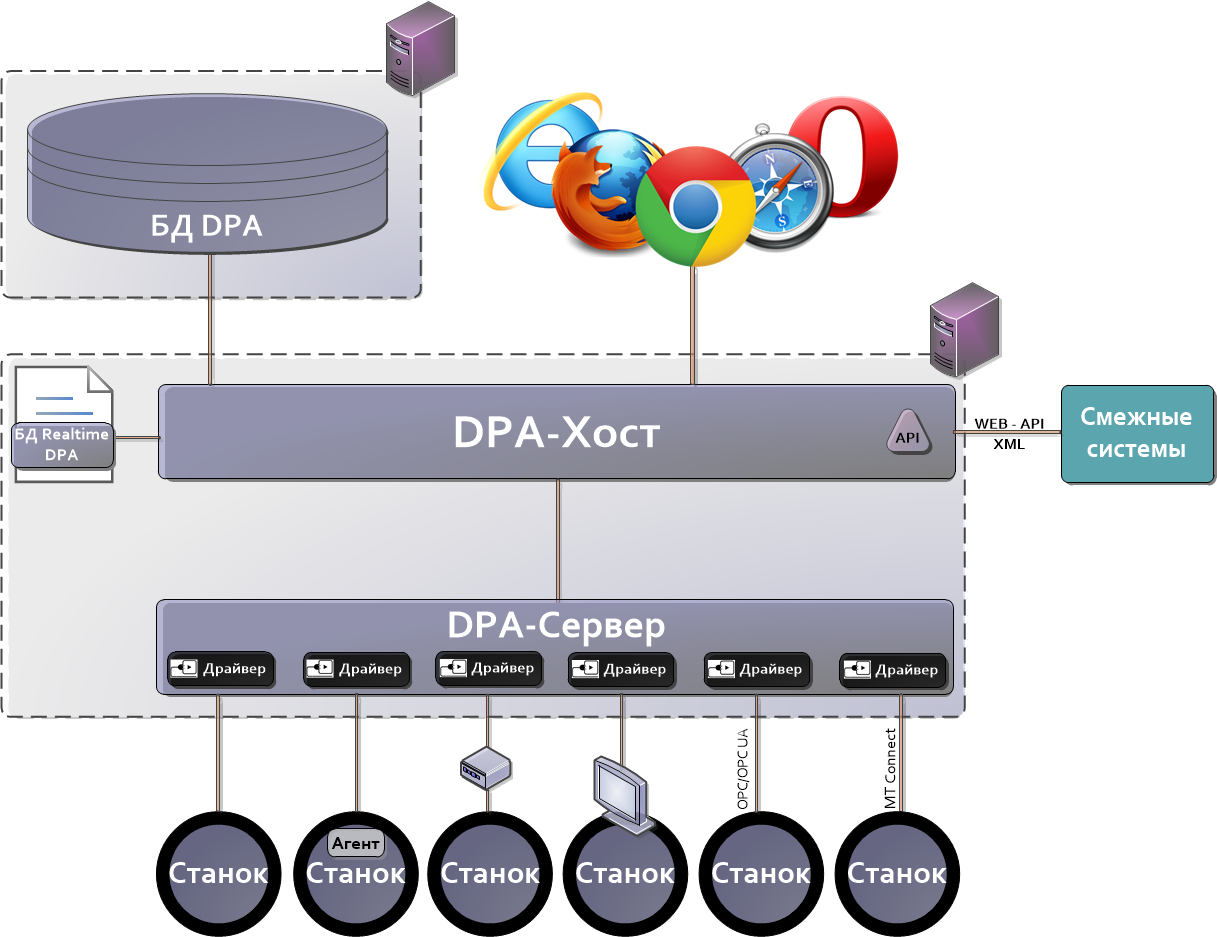 БД DPA
N
E
S
БД Realtime
DPA
DPA-Хост
API
WEB - API
XML
Смежные
системы
DPA-Сервер
Драйвер
Драйвер
Драйвер
Драйвер
Драйвер
Драйвер
OPC/OPC UA
MT Connect
Агент
Станок
Станок
Станок
Станок
Станок
Станок